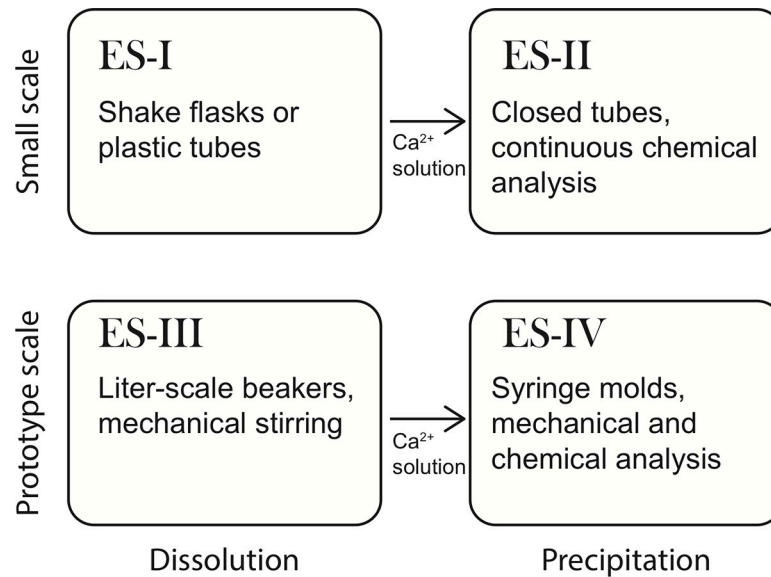 Small scale
ES-I
Shake flasks or
plastic tubes
Ca²⁺
solution
ES-II
Closed tubes,
continuous chemical
analysis
Prototype scale
ES-III
Liter-scale beakers,
mechanical stirring
Ca²⁺
solution
ES-IV
Syringe molds,
mechanical and
chemical analysis
Dissolution
Precipitation